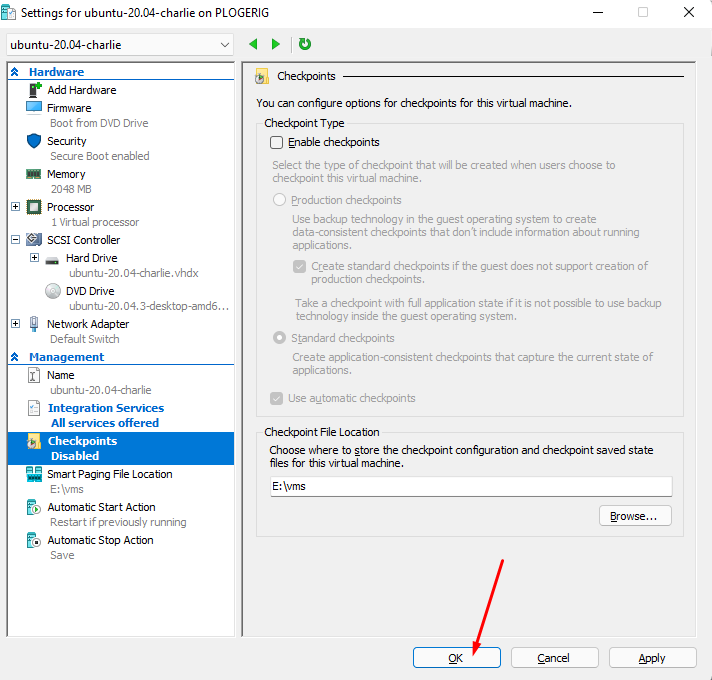 Settings for ubuntu-20.04-charlie on PLOGERIG
ubuntu-20.04-charlie
Hardware
Add Hardware
Firmware
Boot from DVD Drive
Security
Secure Boot enabled
Memory
2048 MB
Processor
1 Virtual processor
SCSI Controller
Hard Drive
ubuntu-20.04-charlie.vhdx
DVD Drive
ubuntu-20.04.3-desktop-amd6...
Network Adapter
Default Switch
Management
Name
ubuntu-20.04-charlie
Integration Services
All services offered
Checkpoints
Disabled
Smart Paging File Location
E:\vms
Automatic Start Action
Restart if previously running
Automatic Stop Action
Save
Checkpoints
You can configure options for checkpoints for this virtual machine.
Checkpoint Type
Enable checkpoints
Select the type of checkpoint that will be created when users choose to
checkpoint this virtual machine.
Production checkpoints
Use backup technology in the guest operating system to create
data-consistent checkpoints that don't include information about running
applications.
Create standard checkpoints if the guest does not support creation of
production checkpoints.
Take a checkpoint with full application state if it is not possible to use backup
technology inside the guest operating system.
Standard checkpoints
Create application-consistent checkpoints that capture the current state of
applications.
Use automatic checkpoints
Checkpoint File Location
Choose where to store the checkpoint configuration and checkpoint saved state
files for this virtual machine.
E:\vms
Browse...
OK
Cancel
Apply